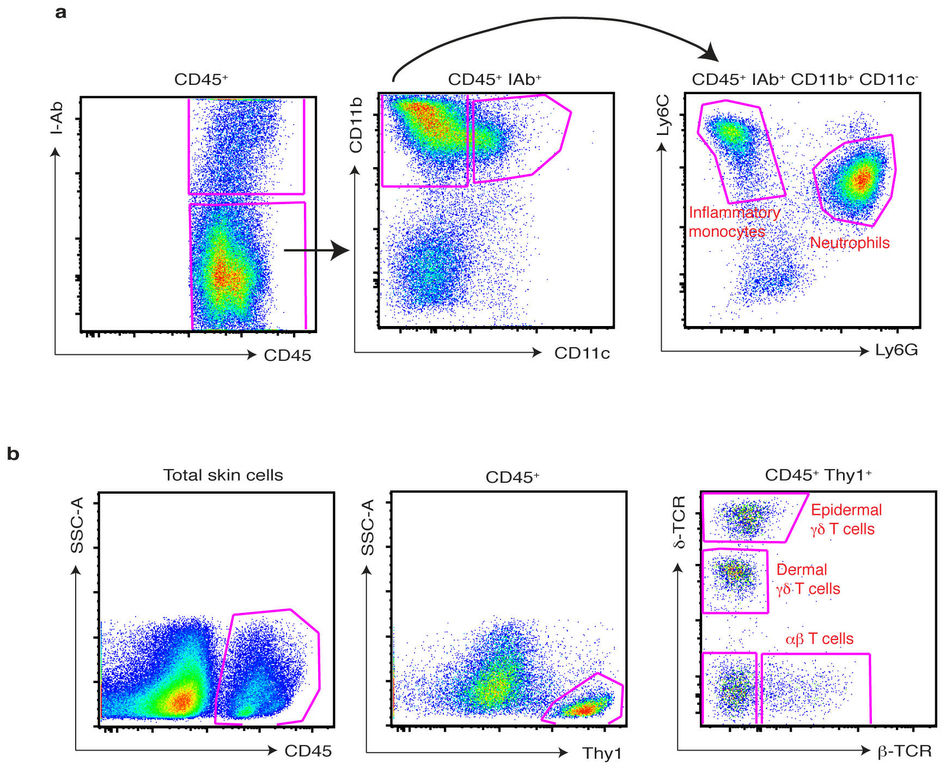 a
CD45⁺
CD45⁺ IAb⁺
CD45⁺ IAb⁺ CD11b⁺ CD11c⁻
I-Ab
CD11b
Ly6C
Inflammatory
monocytes
Neutrophils
CD45
CD11c
Ly6G
b
Total skin cells
CD45⁺
CD45⁺ Thy1⁺
SSC-A
SSC-A
δ-TCR
Epidermal
γδ T cells
Dermal
γδ T cells
αβ T cells
CD45
Thy1
β-TCR